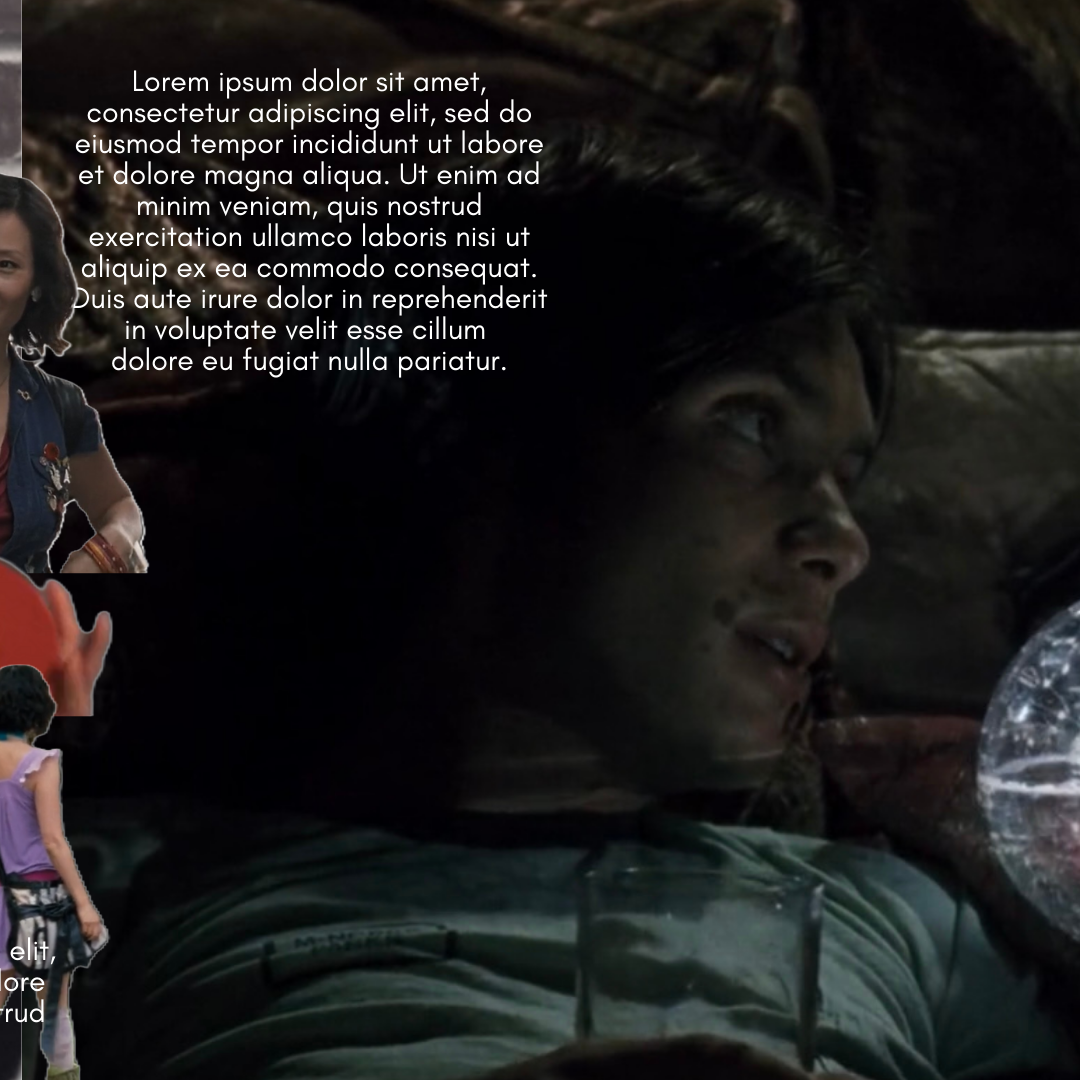 Lorem ipsum dolor sit amet,
consectetur adipiscing elit, sed do
eiusmod tempor incididunt ut labore
et dolore magna aliqua. Ut enim ad
minim veniam, quis nostrud
exercitation ullamco laboris nisi ut
aliquip ex ea commodo consequat.
Duis aute irure dolor in reprehenderit
in voluptate velit esse cillum
dolore eu fugiat nulla pariatur.
elit,